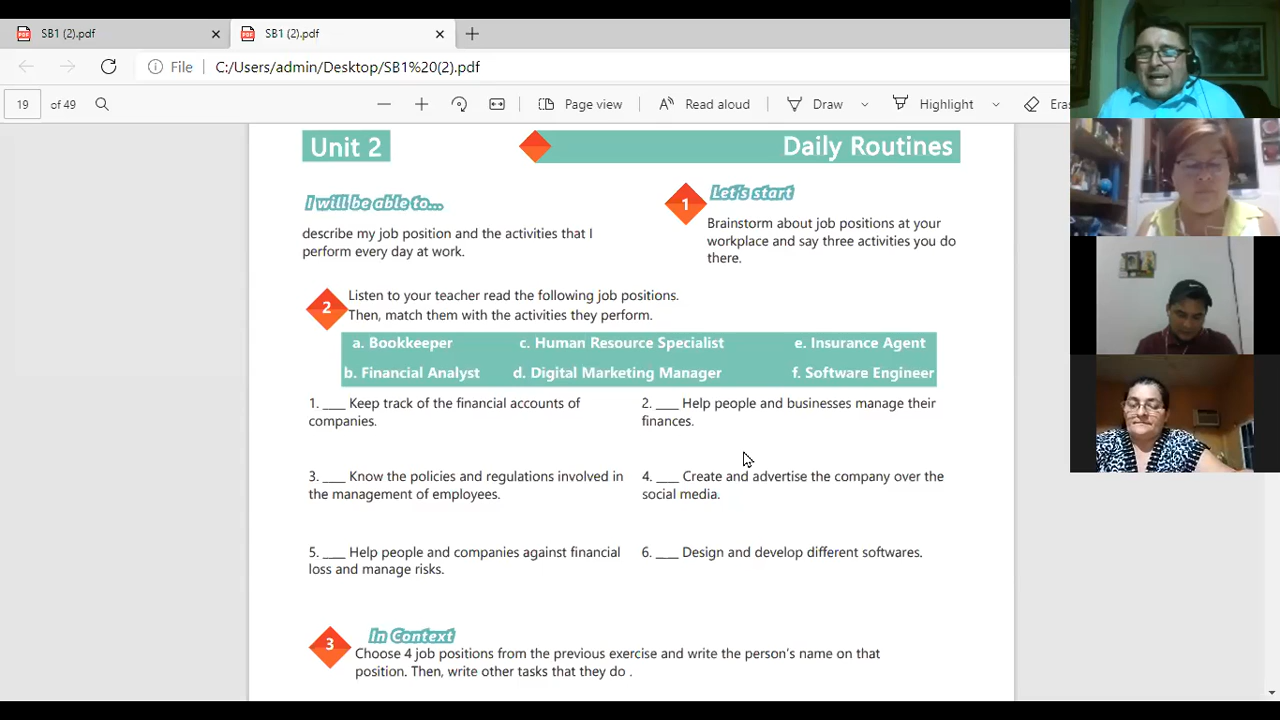 SB1 (2).pdf
SB1 (2).pdf
File
C:/Users/admin/Desktop/SB1%20(2).pdf
19
of 49
Page view
Read aloud
Draw
Highlight
Eras
Unit 2
Daily Routines
I will be able to...
describe my job position and the activities that I
perform every day at work.
1
Let's start
Brainstorm about job positions at your
workplace and say three activities you do
there.
2
Listen to your teacher read the following job positions.
Then, match them with the activities they perform.
a. Bookkeeper
c. Human Resource Specialist
e. Insurance Agent
b. Financial Analyst
d. Digital Marketing Manager
f. Software Engineer
1. ____ Keep track of the financial accounts of
companies.
2. ____ Help people and businesses manage their
finances.
3. ____ Know the policies and regulations involved in
the management of employees.
4. ____ Create and advertise the company over the
social media.
5. ____ Help people and companies against financial
loss and manage risks.
6. ____ Design and develop different softwares.
3
In Context
Choose 4 job positions from the previous exercise and write the person's name on that
position. Then, write other tasks that they do .